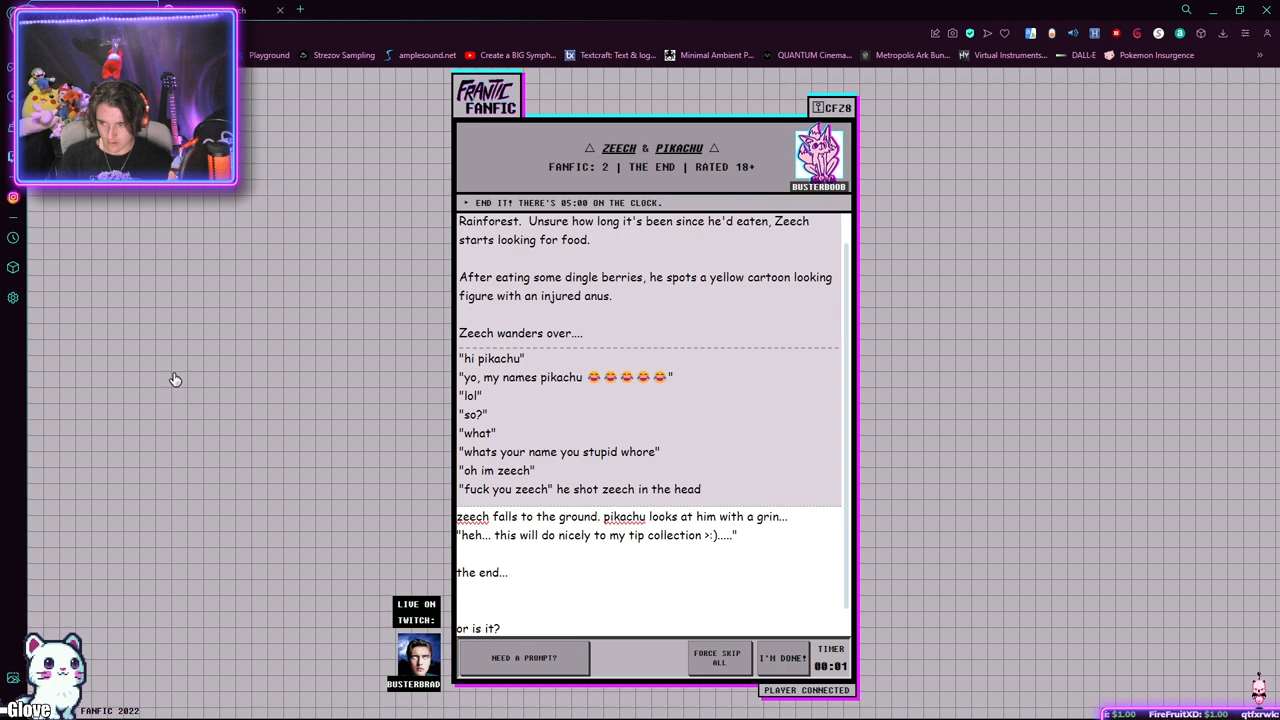 ch
Playground
Strezov Sampling
amplesound.net
Create a BIG Symph...
Textcraft: Text & log...
Minimal Ambient P...
QUANTUM Cinema...
Metropolis Ark Du...
Virtual Instruments...
DALL-E
Pokemon Insurgence
FRANTIC
FANFIC
CFZ8
△ ZEECH & PIKACHU △
FANFIC: 2 | THE END | RATED 18+
BUSTERBOOB
END IT! THERE'S 05:00 ON THE CLOCK.
Rainforest. Unsure how long it's been since he'd eaten, Zeech
starts looking for food.
After eating some dingle berries, he spots a yellow cartoon looking
figure with an injured anus.
Zeech wanders over....
"hi pikachu"
"yo, my names pikachu 😂😂😂😂😂"
"lol"
"so?"
"what"
"whats your name you stupid whore"
"oh im zeech"
"fuck you zeech" he shot zeech in the head
zeech falls to the ground. pikachu looks at him with a grin...
"heh... this will do nicely to my tip collection >:)....."
the end...
or is it?
LIVE ON
TWITCH:
BUSTERBRAD
NEED A PROMPT?
FORCE SKIP
ALL
I'M DONE!
TIMER
00:01
PLAYER CONNECTED
Glove
FANFIC 2022
: $1.00 FireFruitXD: $1.00 qtfxrwic